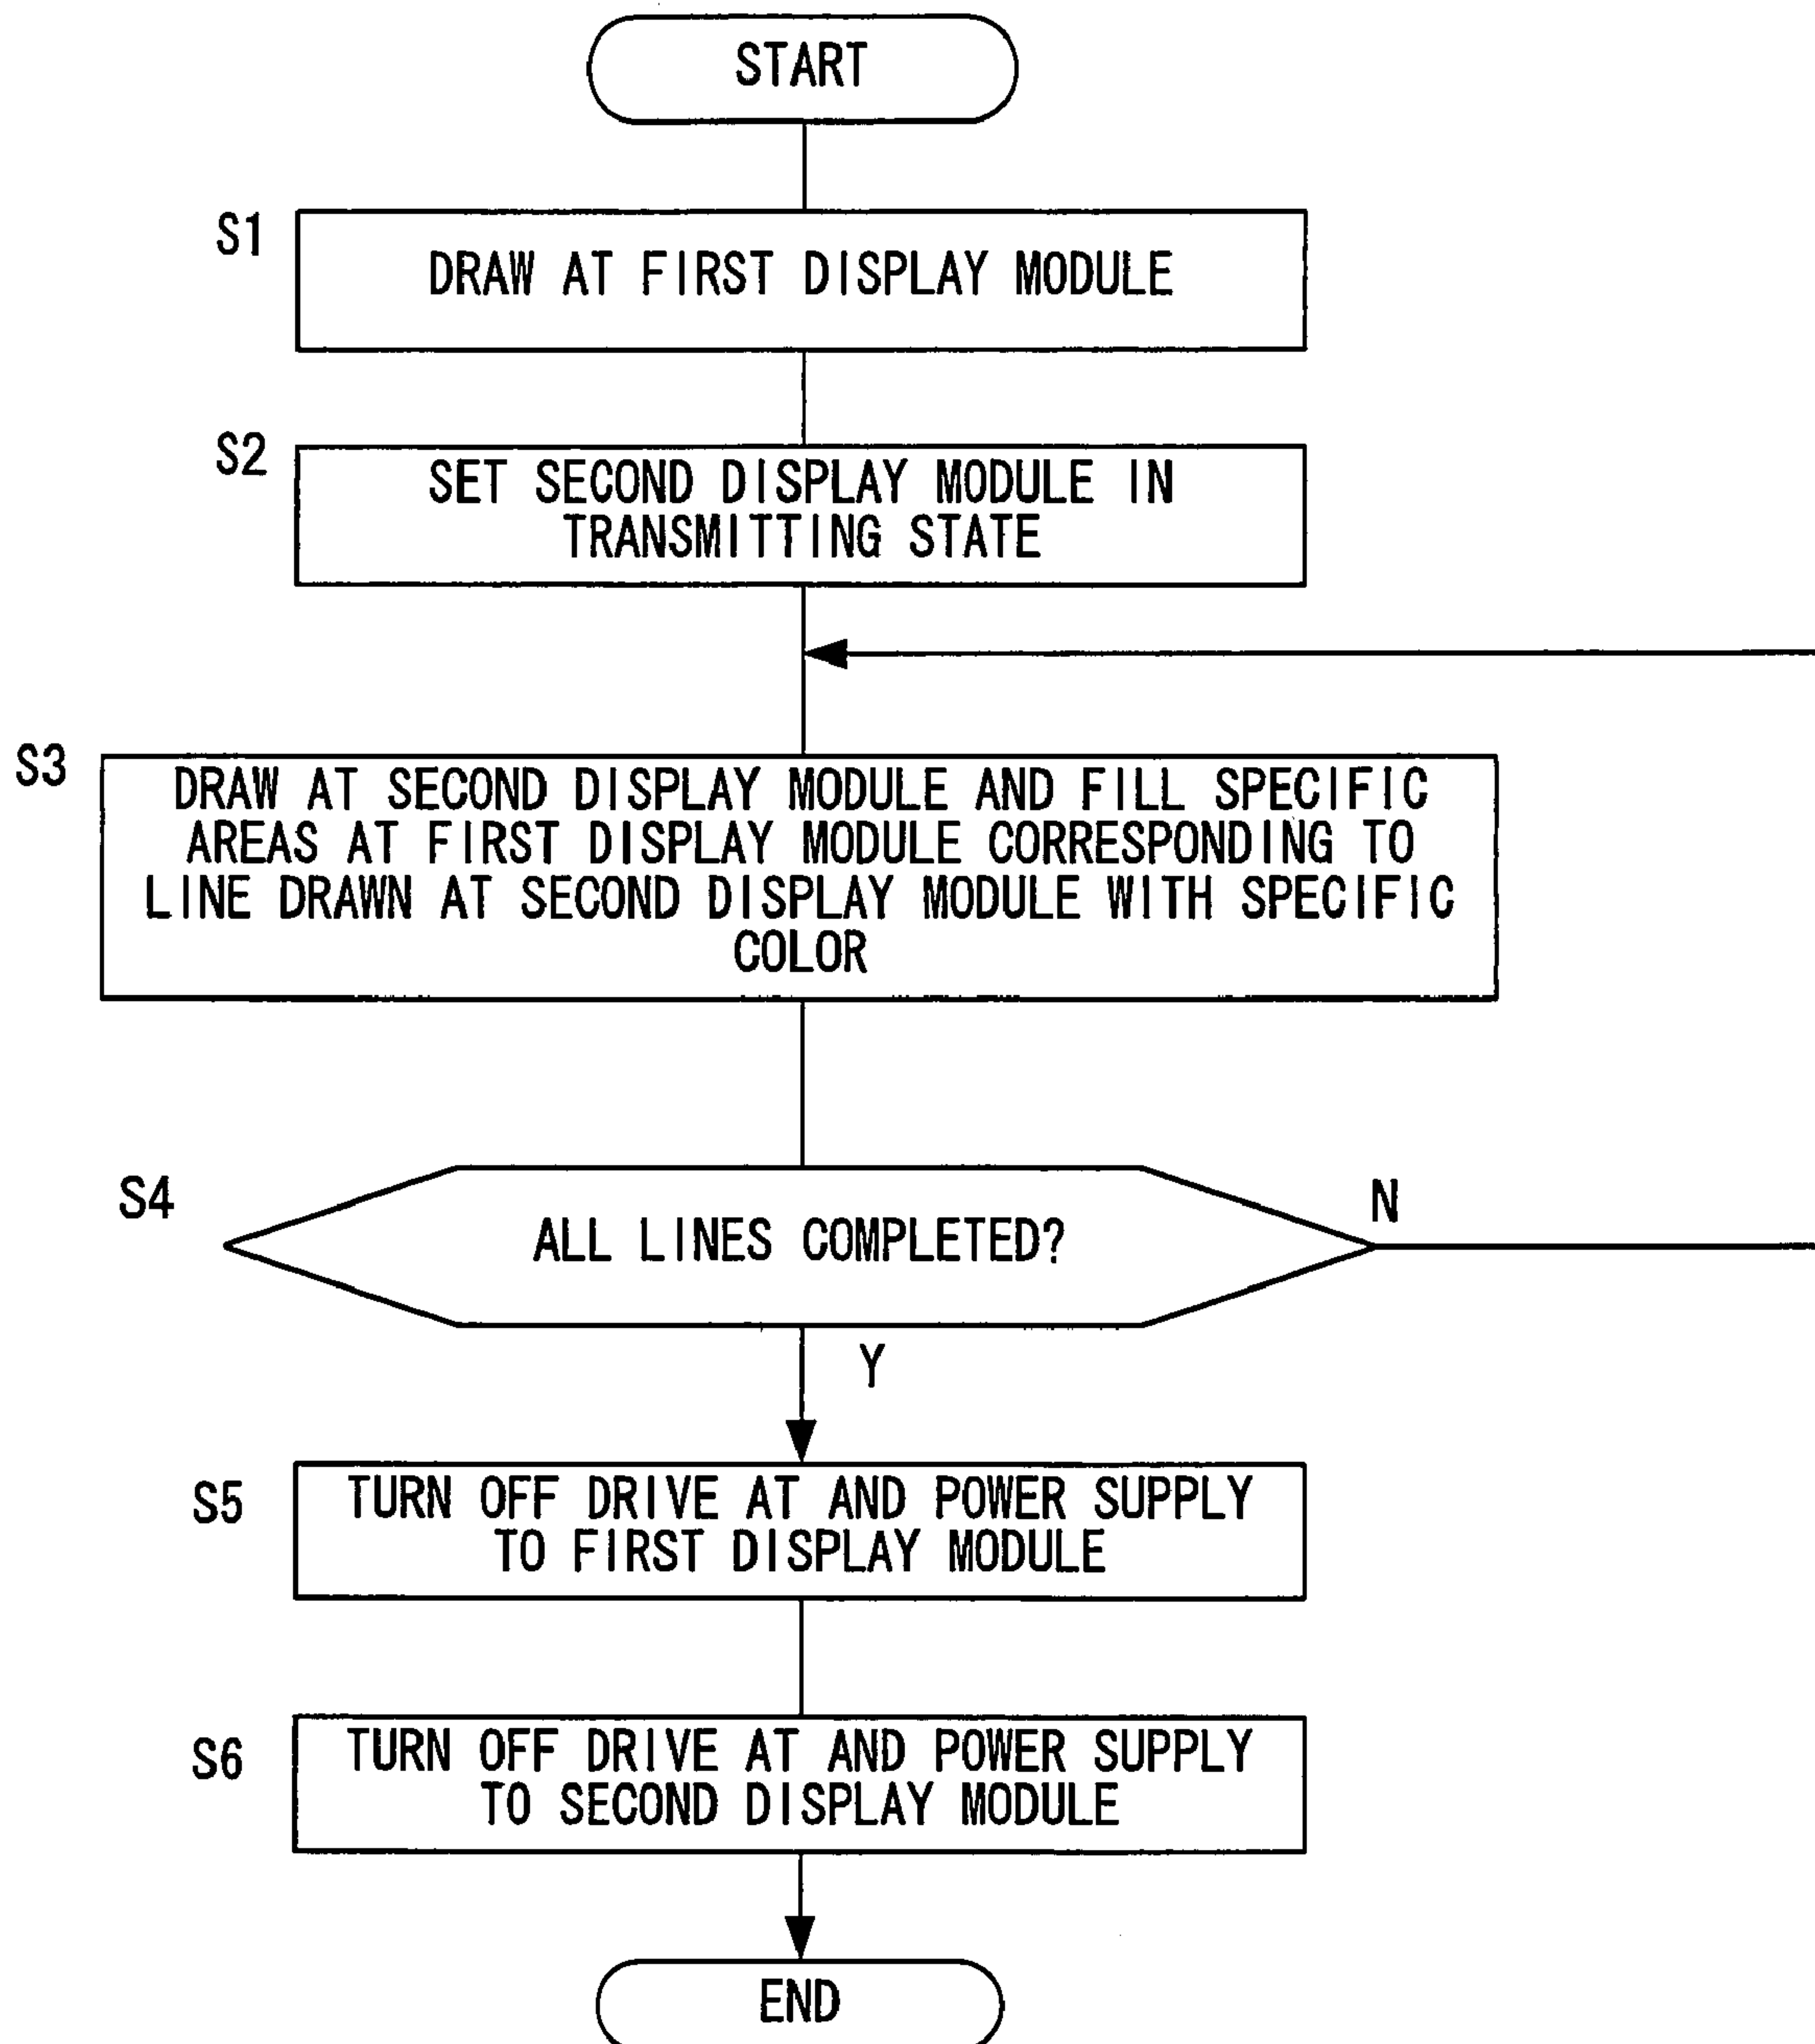 START
S1
DRAW AT FIRST DISPLAY MODULE
S2
SET SECOND DISPLAY MODULE IN
TRANSMITTING STATE
S3
DRAW AT SECOND DISPLAY MODULE AND FILL SPECIFIC
AREAS AT FIRST DISPLAY MODULE CORRESPONDING TO
LINE DRAWN AT SECOND DISPLAY MODULE WITH SPECIFIC
COLOR
S4
ALL LINES COMPLETED?
N
Y
S5
TURN OFF DRIVE AT AND POWER SUPPLY
TO FIRST DISPLAY MODULE
S6
TURN OFF DRIVE AT AND POWER SUPPLY
TO SECOND DISPLAY MODULE
END